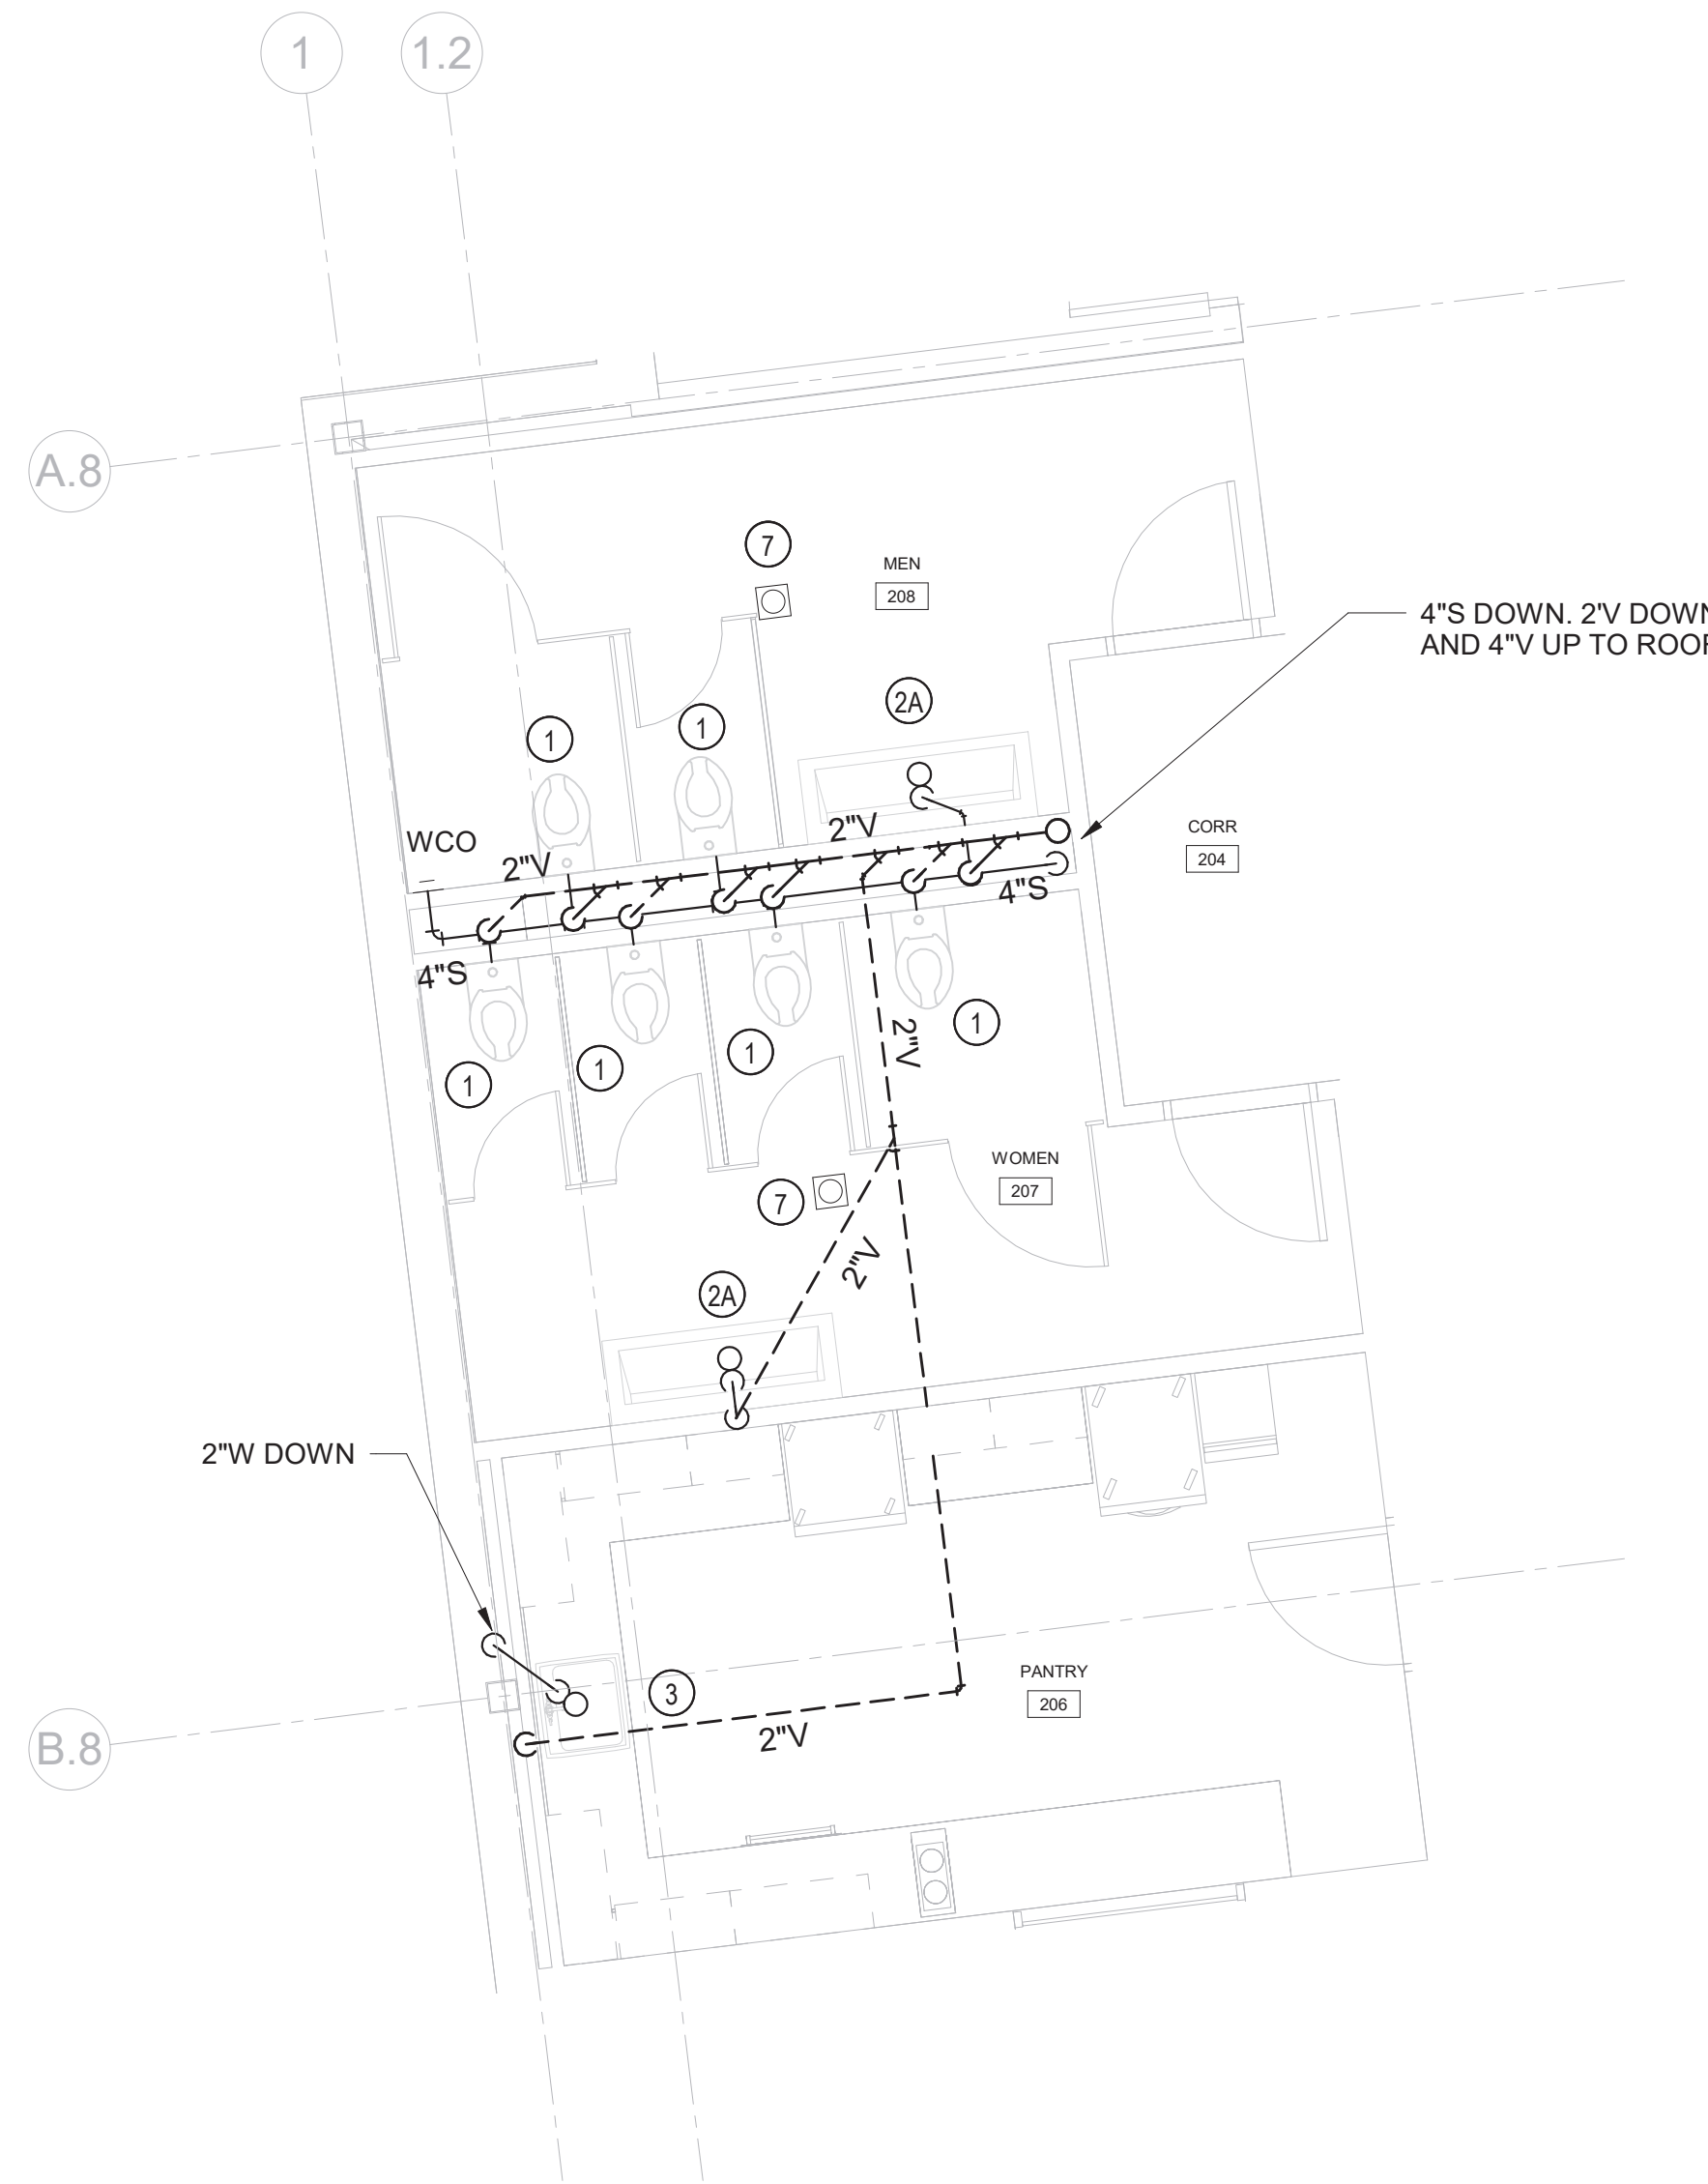 1
1.2
A.8
7
MEN
208
4"S DOWN. 2'V DOWN
AND 4"V UP TO ROOF
2A
1
1
WCO
2"V
2"V
CORR
204
4"S
4"S
1
2"V
1
1
1
WOMEN
207
7
2"V
2A
2"W DOWN
3
PANTRY
206
2"V
B.8